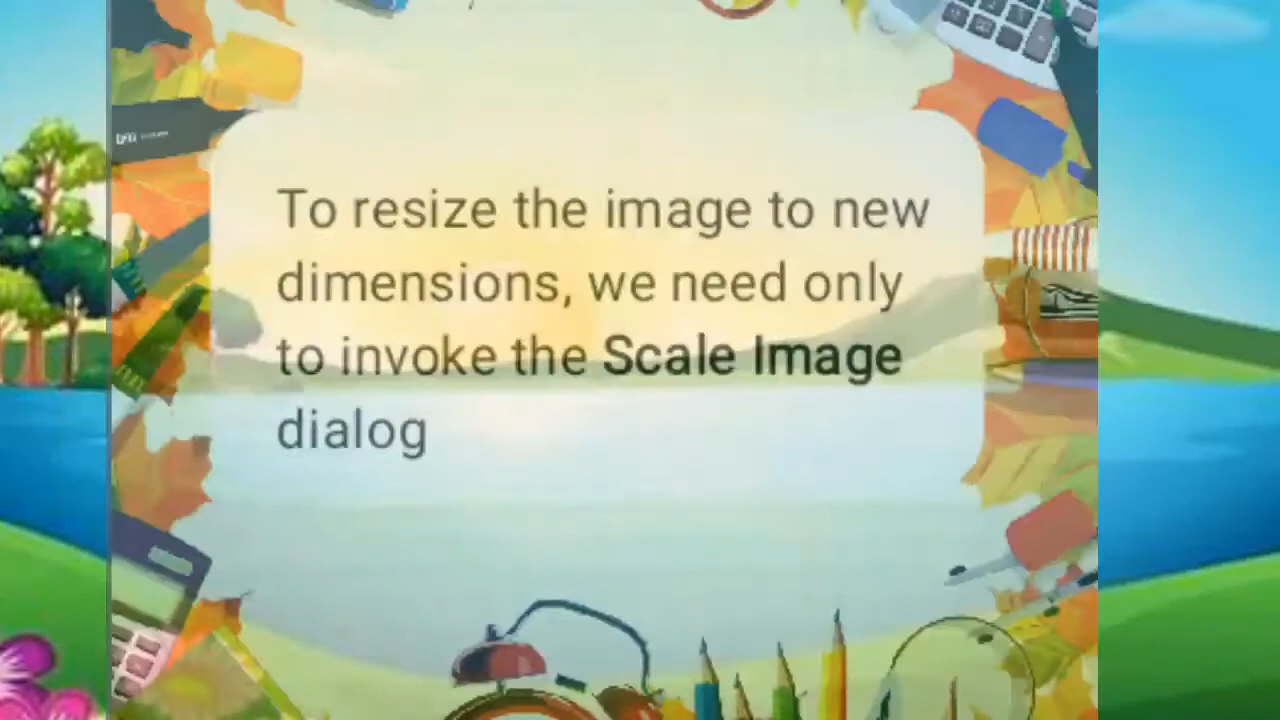 To resize the image to new
dimensions, we need only
to invoke the Scale Image
dialog